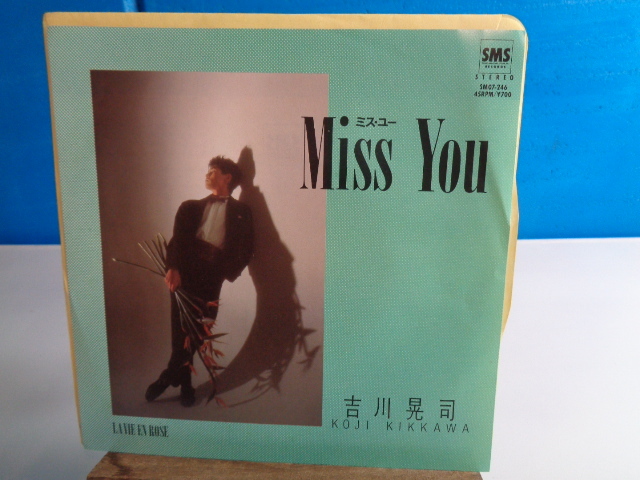 SMS
RECORDS
STEREO
SM07-246
45RPM/¥700
ミス・ユー
Miss You
吉川晃司
KOJI KIKKAWA
LA VIE EN ROSE